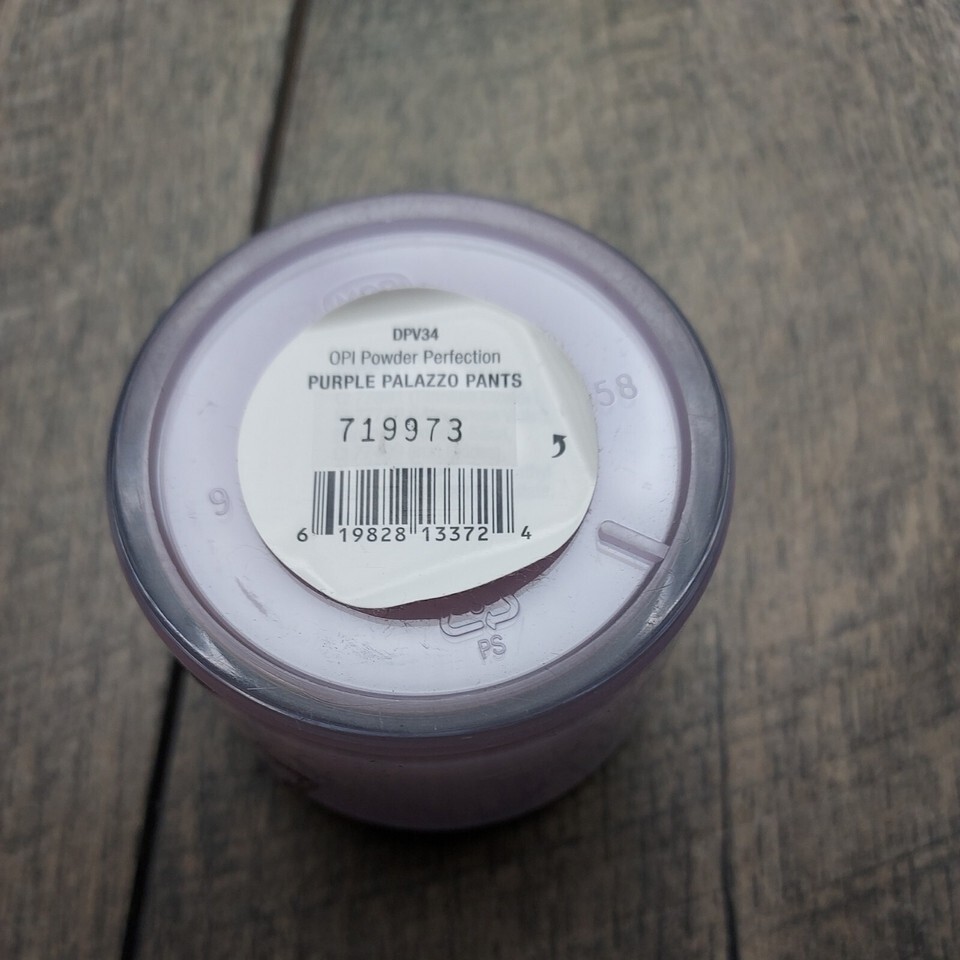 DPV34
OPI Powder Perfection
PURPLE PALAZZO PANTS
719973
6 19828 13372 4
58
9
PS